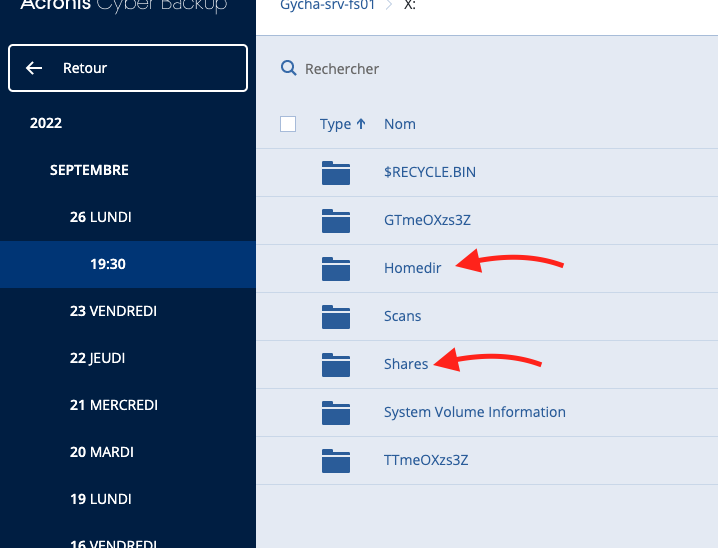 Acronis Cyber Backup
Gycha-srv-fs01 > X:
Retour
Rechercher
2022
Type ↑ Nom
SEPTEMBRE
$RECYCLE.BIN
26 LUNDI
GTmeOXzs3Z
19:30
Homedir
23 VENDREDI
Scans
22 JEUDI
Shares
21 MERCREDI
System Volume Information
20 MARDI
TTmeOXzs3Z
19 LUNDI
16 VENDREDI